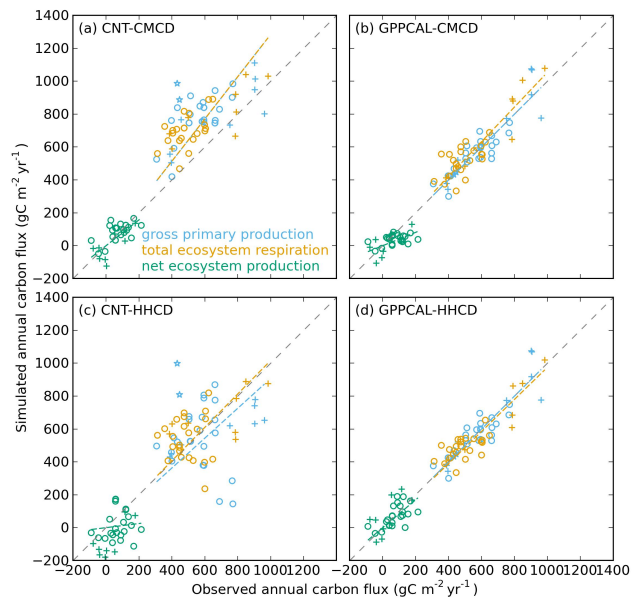 1400
1200
1000
800
600
400
200
0
−200
(a) CNT-CMCD
gross primary production
total ecosystem respiration
net ecosystem production
(b) GPPCAL-CMCD
Simulated annual carbon flux (gC m⁻² yr⁻¹)
1400
1200
1000
800
600
400
200
0
−200
(c) CNT-HHCD
(d) GPPCAL-HHCD
−200 0 200 400 600 800 1000 1200 1400
−200 0 200 400 600 800 1000 1200 1400
Observed annual carbon flux (gC m⁻² yr⁻¹)